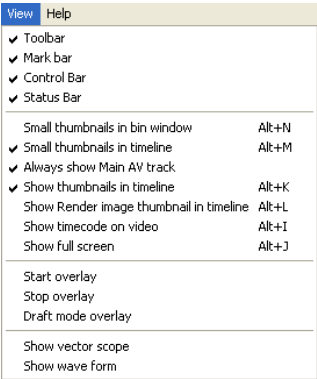 View Help
Toolbar
Mark bar
Control Bar
Status Bar
Small thumbnails in bin window Alt+N
Small thumbnails in timeline Alt+M
Always show Main AV track
Show thumbnails in timeline Alt+K
Show Render image thumbnail in timeline Alt+L
Show timecode on video Alt+I
Show full screen Alt+J
Start overlay
Stop overlay
Draft mode overlay
Show vector scope
Show wave form